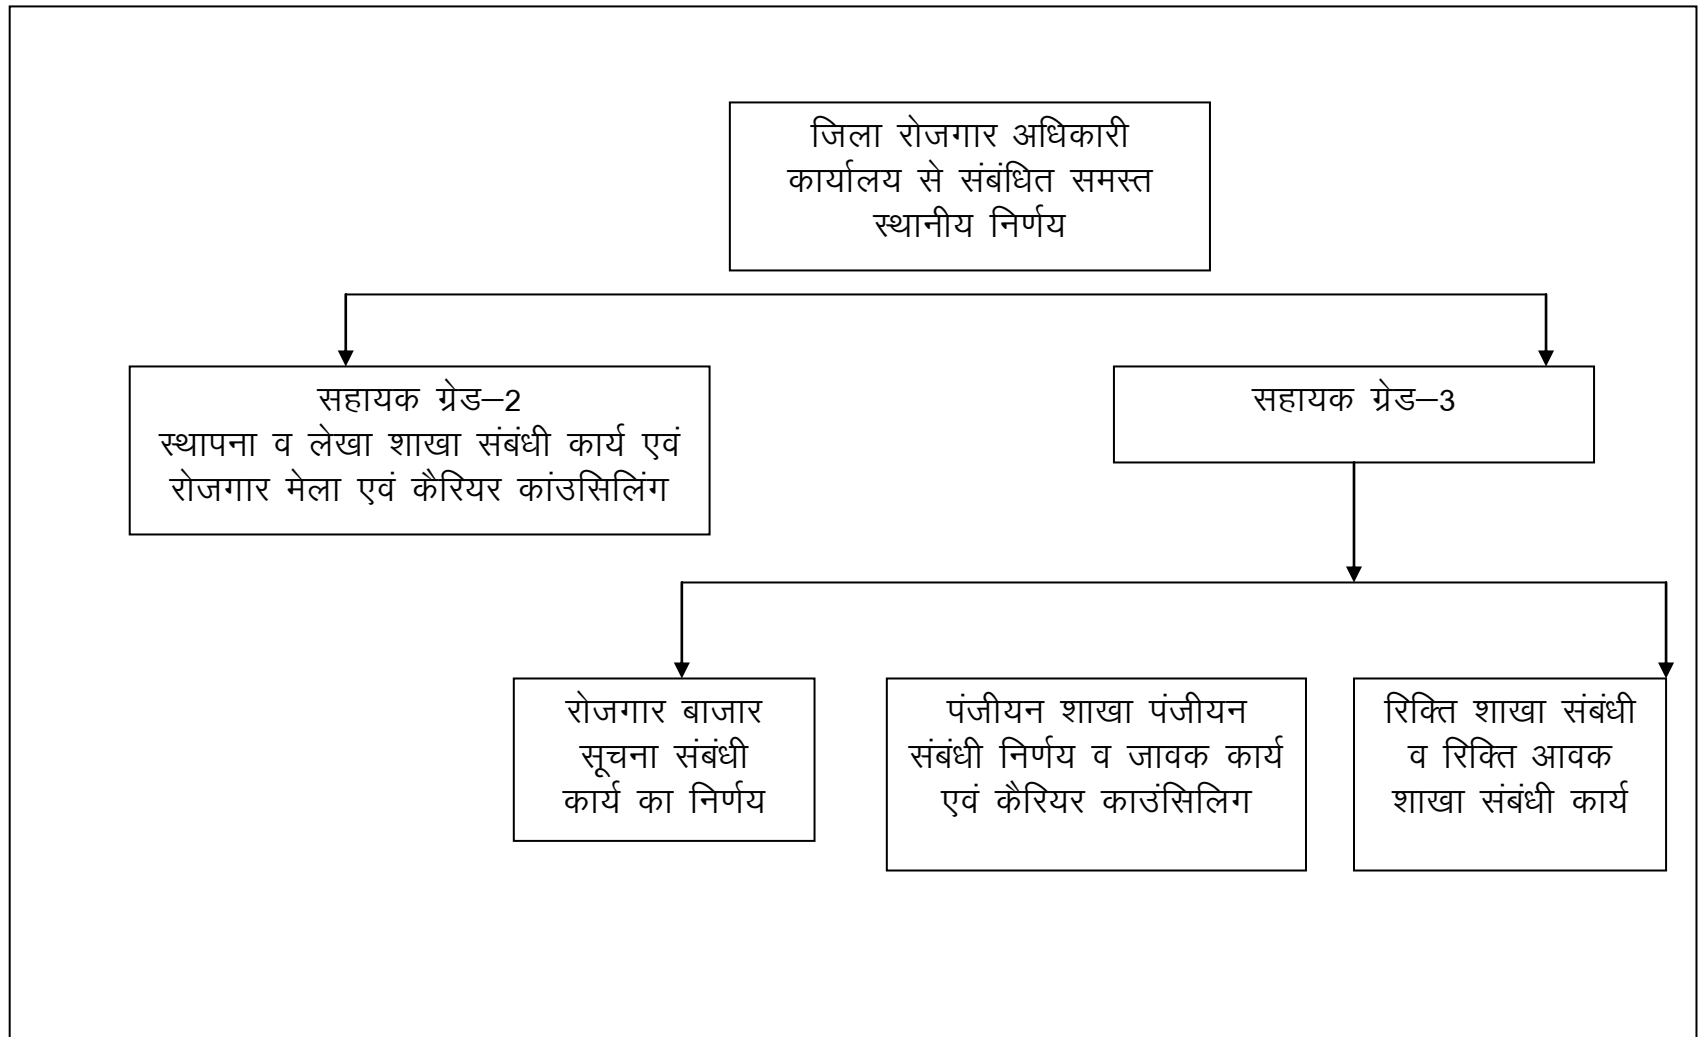 जिला रोजगार अधिकारी
कार्यालय से संबंधित समस्त
स्थानीय निर्णय
सहायक ग्रेड–2
स्थापना व लेखा शाखा संबंधी कार्य एवं
रोजगार मेला एवं कैरियर कांउसिलिंग
सहायक ग्रेड–3
रोजगार बाजार
सूचना संबंधी
कार्य का निर्णय
पंजीयन शाखा पंजीयन
संबंधी निर्णय व जावक कार्य
एवं कैरियर काउंसिलिग
रिक्ति शाखा संबंधी
व रिक्ति आवक
शाखा संबंधी कार्य